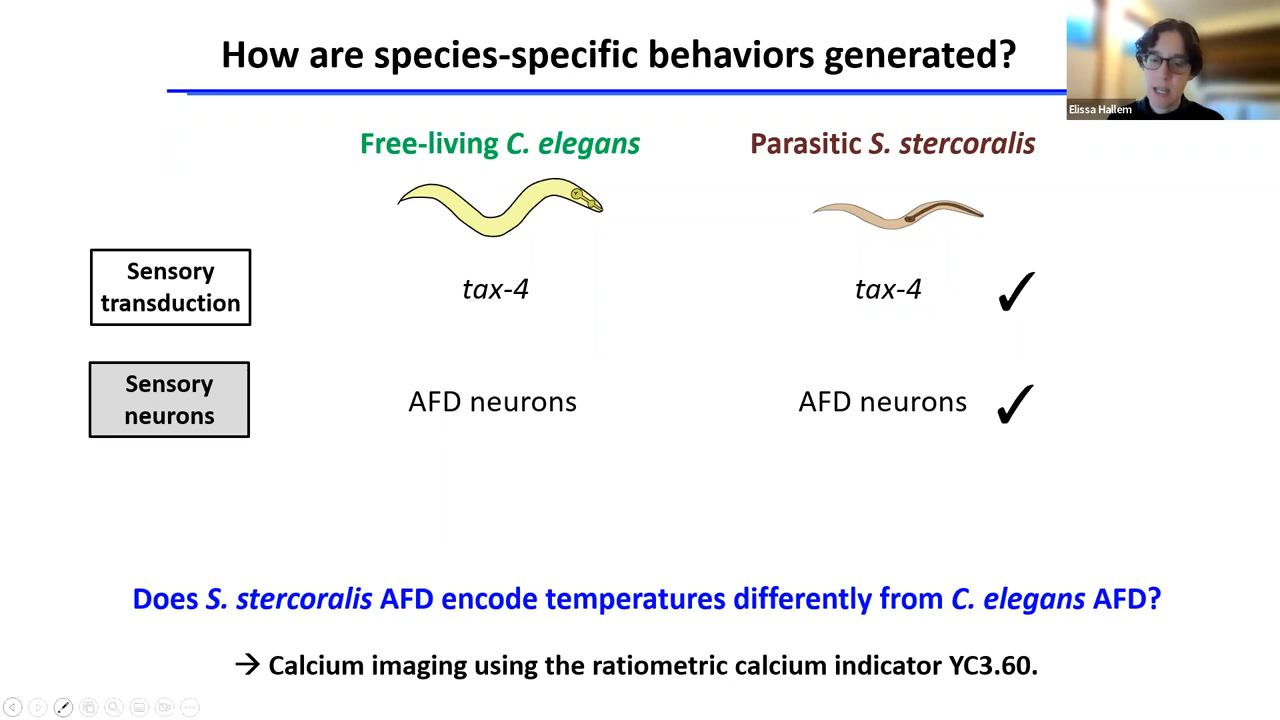 How are species-specific behaviors generated?
Elissa Hallem
Free-living C. elegans
Parasitic S. stercoralis
Sensory
transduction
tax-4
tax-4 ✓
Sensory
neurons
AFD neurons
AFD neurons ✓
Does S. stercoralis AFD encode temperatures differently from C. elegans AFD?
→ Calcium imaging using the ratiometric calcium indicator YC3.60.